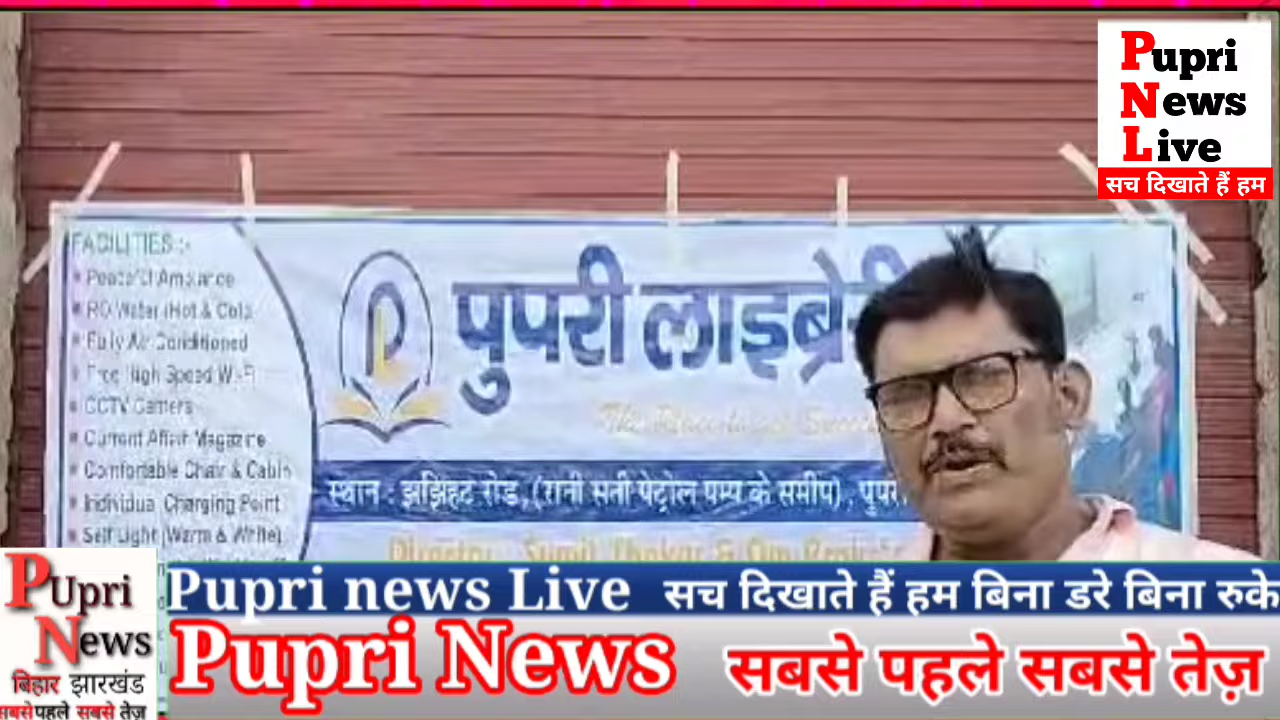 Pupri
News
Live
सच दिखाते हैं हम
FACILITIES :-
RO Water (Hot & Cold
Fully Air Conditioned
Free High Speed Wi-Fi
CCTV Camera
Current Affair Magazine
Comfortable Chair & Cabin
Individual Charging Point
Self Light (Warm & White)
पुपरी
स्थान : झझिहट रोड, (रानी सती पेट्रोल पम्प के समीप), पुपरी
PUpri
News
बिहार झारखंड
सबसे पहले सबसे तेज़
Pupri news Live सच दिखाते हैं हम बिना डरे बिना रुके
Pupri News सबसे पहले सबसे तेज़